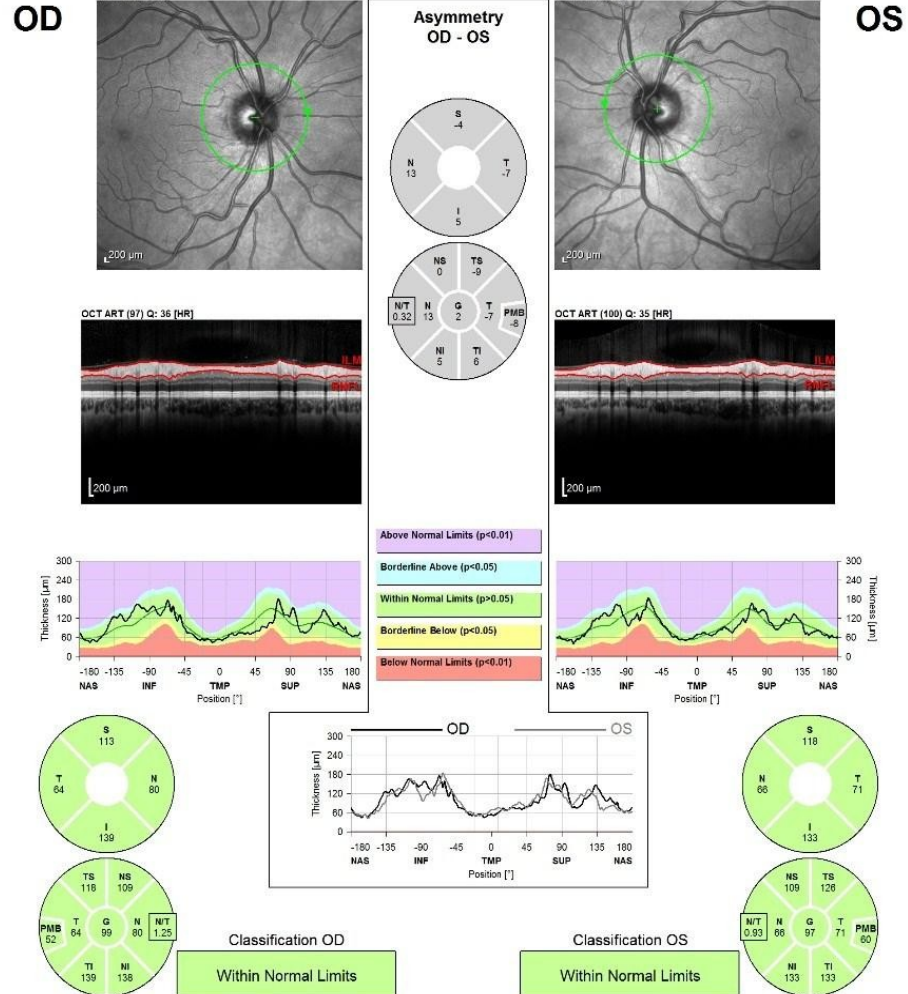 OD
Asymmetry
OD - OS
OS
200 µm
200 µm
S
-4
N
13
T
-7
I
5
NS
0
TS
-9
N/T
0.32
N
13
G
2
T
-7
PMB
-8
NI
5
TI
6
OCT ART (97) Q: 36 [HR]
ILM
RNFL
200 µm
OCT ART (100) Q: 35 [HR]
ILM
RNFL
200 µm
Above Normal Limits (p<0.01)
Borderline Above (p<0.05)
Within Normal Limits (p>0.05)
Borderline Below (p<0.05)
Below Normal Limits (p<0.01)
Thickness [µm]
300
240
180
120
60
0
-180 -135 -90 -45 0 45 90 135 180
NAS INF TMP SUP NAS
Position [°]
300
240
180
120
60
0
Thickness [µm]
-180 -135 -90 -45 0 45 90 135 180
NAS INF TMP SUP NAS
Position [°]
OD OS
Thickness [µm]
300
240
180
120
60
0
-180 -135 -90 -45 0 45 90 135 180
NAS INF TMP SUP NAS
Position [°]
S
113
T
64
N
80
I
139
TS
118
NS
109
PMB
52
T
64
G
99
N
80
N/T
1.25
TI
139
NI
138
S
118
N
66
T
71
I
133
NS
109
TS
126
N/T
0.93
N
66
G
97
T
71
PMB
60
NI
133
TI
133
Classification OD
Within Normal Limits
Classification OS
Within Normal Limits